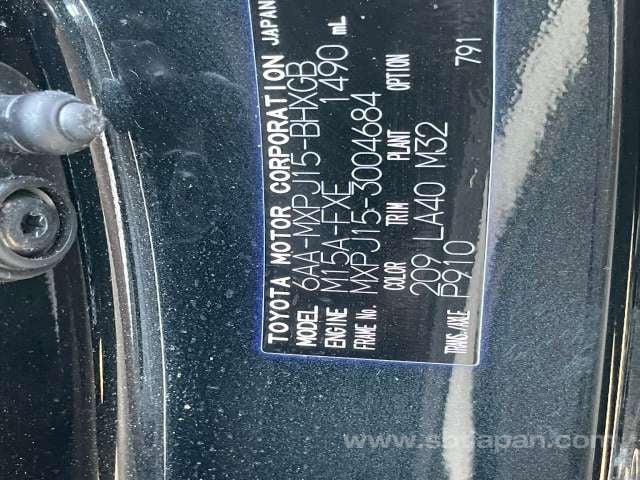 TOYOTA MOTOR CORPORATION JAPAN
MODEL 6AA-MXPJ15-BHXGB
ENGINE M15A-FXE 1490 mL
FRAME No. MXPJ15-3004684
COLOR TRIM PLANT OPTION
209 LA40 M32 791
TRANS./AXLE P910
www.sbtjapan.com